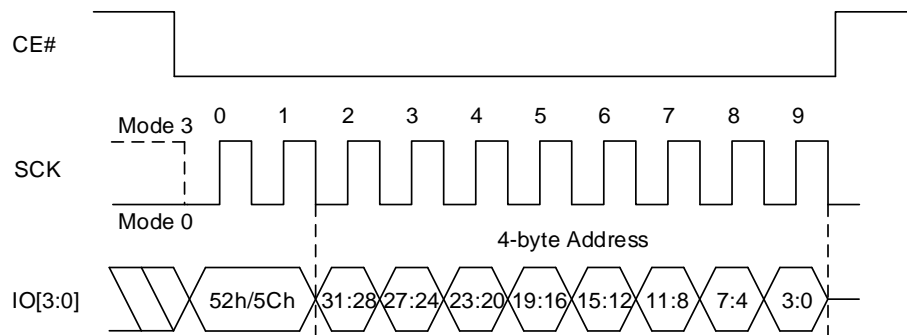 CE#
0 1 2 3 4 5 6 7 8 9
Mode 3
SCK
Mode 0
4-byte Address
IO[3:0] 52h/5Ch 31:28 27:24 23:20 19:16 15:12 11:8 7:4 3:0